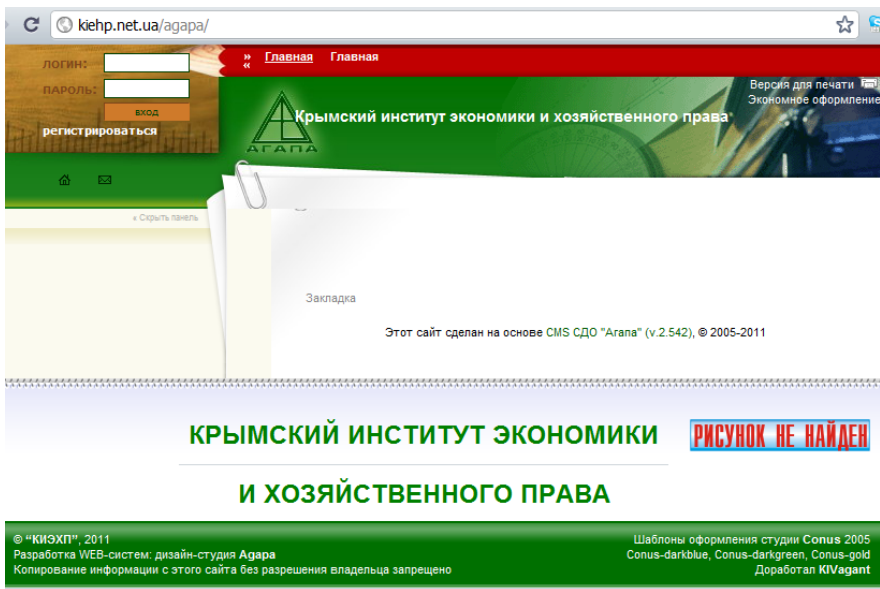 kiehp.net.ua/agapa/
логин:
пароль:
вход
регистрироваться
Главная Главная
Версия для печати
Экономное оформление
Крымский институт экономики и хозяйственного права
АГАПА
« Скрыть панель
Закладка
Этот сайт сделан на основе CMS СДО "Агапа" (v.2.542), © 2005-2011
КРЫМСКИЙ ИНСТИТУТ ЭКОНОМИКИ
РИСУНОК НЕ НАЙДЕН
И ХОЗЯЙСТВЕННОГО ПРАВА
© “КИЭХП”, 2011
Разработка WEB-систем: дизайн-студия Agapa
Копирование информации с этого сайта без разрешения владельца запрещено
Шаблоны оформления студии Conus 2005
Conus-darkblue, Conus-darkgreen, Conus-gold
Доработал KIVagant